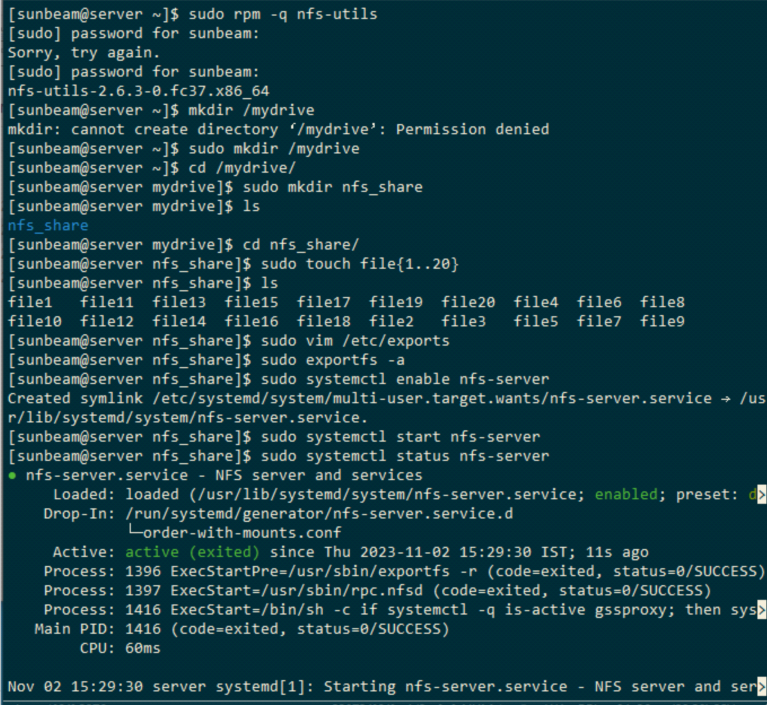 [sunbeam@server ~]$ sudo rpm -q nfs-utils
[sudo] password for sunbeam:
Sorry, try again.
[sudo] password for sunbeam:
nfs-utils-2.6.3-0.fc37.x86_64
[sunbeam@server ~]$ mkdir /mydrive
mkdir: cannot create directory ‘/mydrive’: Permission denied
[sunbeam@server ~]$ sudo mkdir /mydrive
[sunbeam@server ~]$ cd /mydrive/
[sunbeam@server mydrive]$ sudo mkdir nfs_share
[sunbeam@server mydrive]$ ls
nfs_share
[sunbeam@server mydrive]$ cd nfs_share/
[sunbeam@server nfs_share]$ sudo touch file{1..20}
[sunbeam@server nfs_share]$ ls
file1   file11  file13  file15  file17  file19  file20  file4  file6  file8
file10  file12  file14  file16  file18  file2   file3   file5  file7  file9
[sunbeam@server nfs_share]$ sudo vim /etc/exports
[sunbeam@server nfs_share]$ sudo exportfs -a
[sunbeam@server nfs_share]$ sudo systemctl enable nfs-server
Created symlink /etc/systemd/system/multi-user.target.wants/nfs-server.service → /us
r/lib/systemd/system/nfs-server.service.
[sunbeam@server nfs_share]$ sudo systemctl start nfs-server
[sunbeam@server nfs_share]$ sudo systemctl status nfs-server
● nfs-server.service - NFS server and services
     Loaded: loaded (/usr/lib/systemd/system/nfs-server.service; enabled; preset: d>
    Drop-In: /run/systemd/generator/nfs-server.service.d
             └─order-with-mounts.conf
     Active: active (exited) since Thu 2023-11-02 15:29:30 IST; 11s ago
    Process: 1396 ExecStartPre=/usr/sbin/exportfs -r (code=exited, status=0/SUCCESS)
    Process: 1397 ExecStart=/usr/sbin/rpc.nfsd (code=exited, status=0/SUCCESS)
    Process: 1416 ExecStart=/bin/sh -c if systemctl -q is-active gssproxy; then sys>
   Main PID: 1416 (code=exited, status=0/SUCCESS)
        CPU: 60ms

Nov 02 15:29:30 server systemd[1]: Starting nfs-server.service - NFS server and ser>